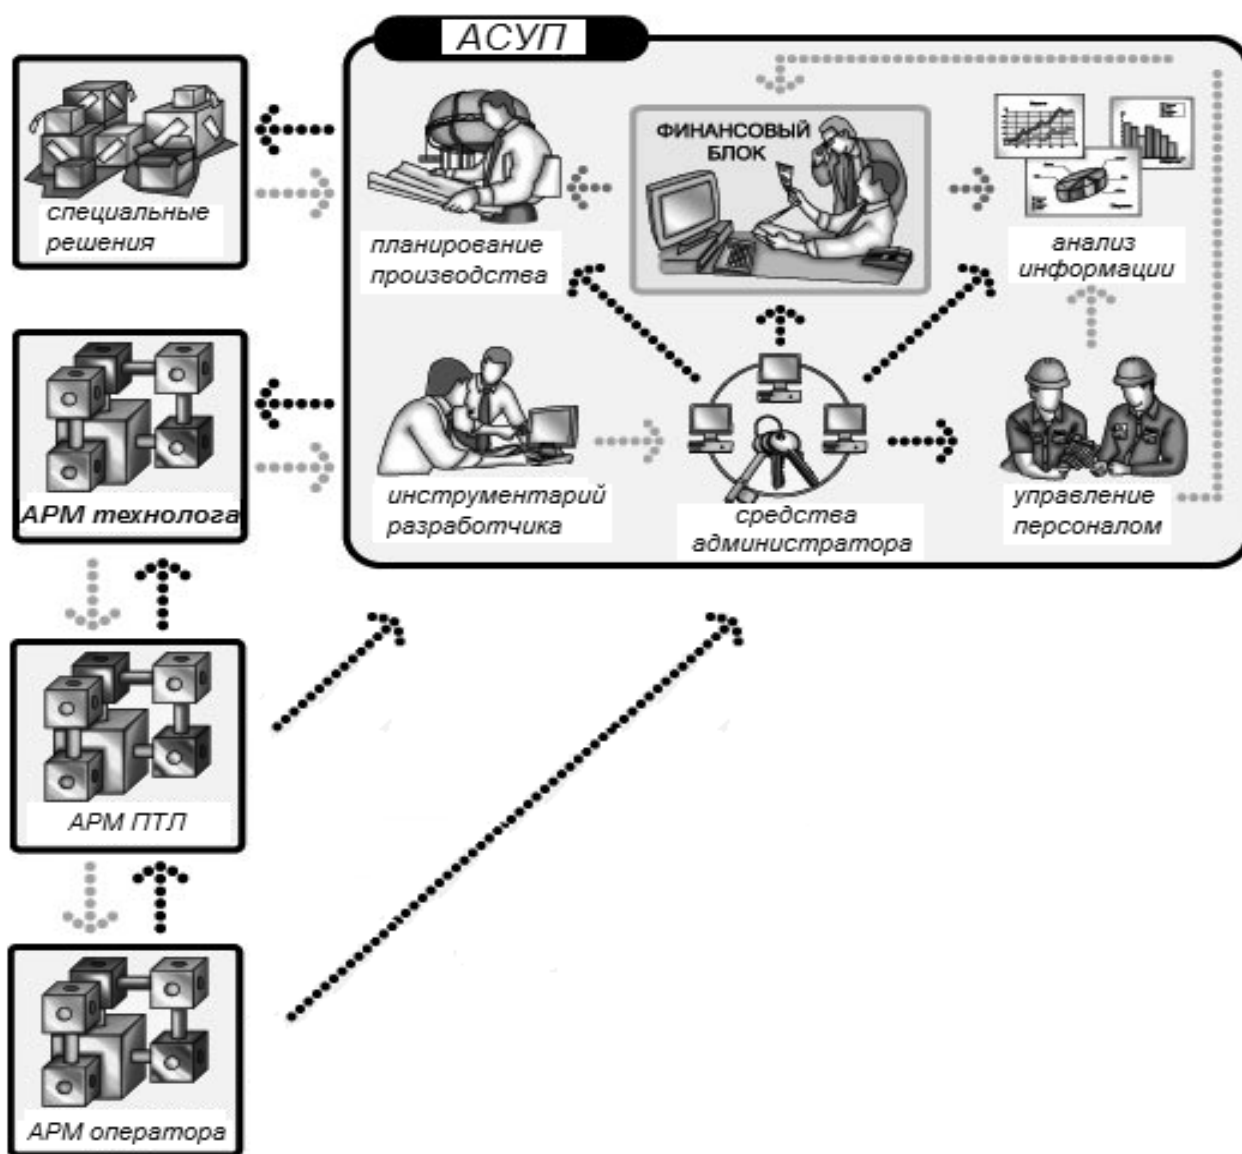 АСУП
специальные
решения
планирование
производства
ФИНАНСОВЫЙ
БЛОК
анализ
информации
АРМ технолога
инструментарий
разработчика
средства
администратора
управление
персоналом
АРМ ПТЛ
АРМ оператора